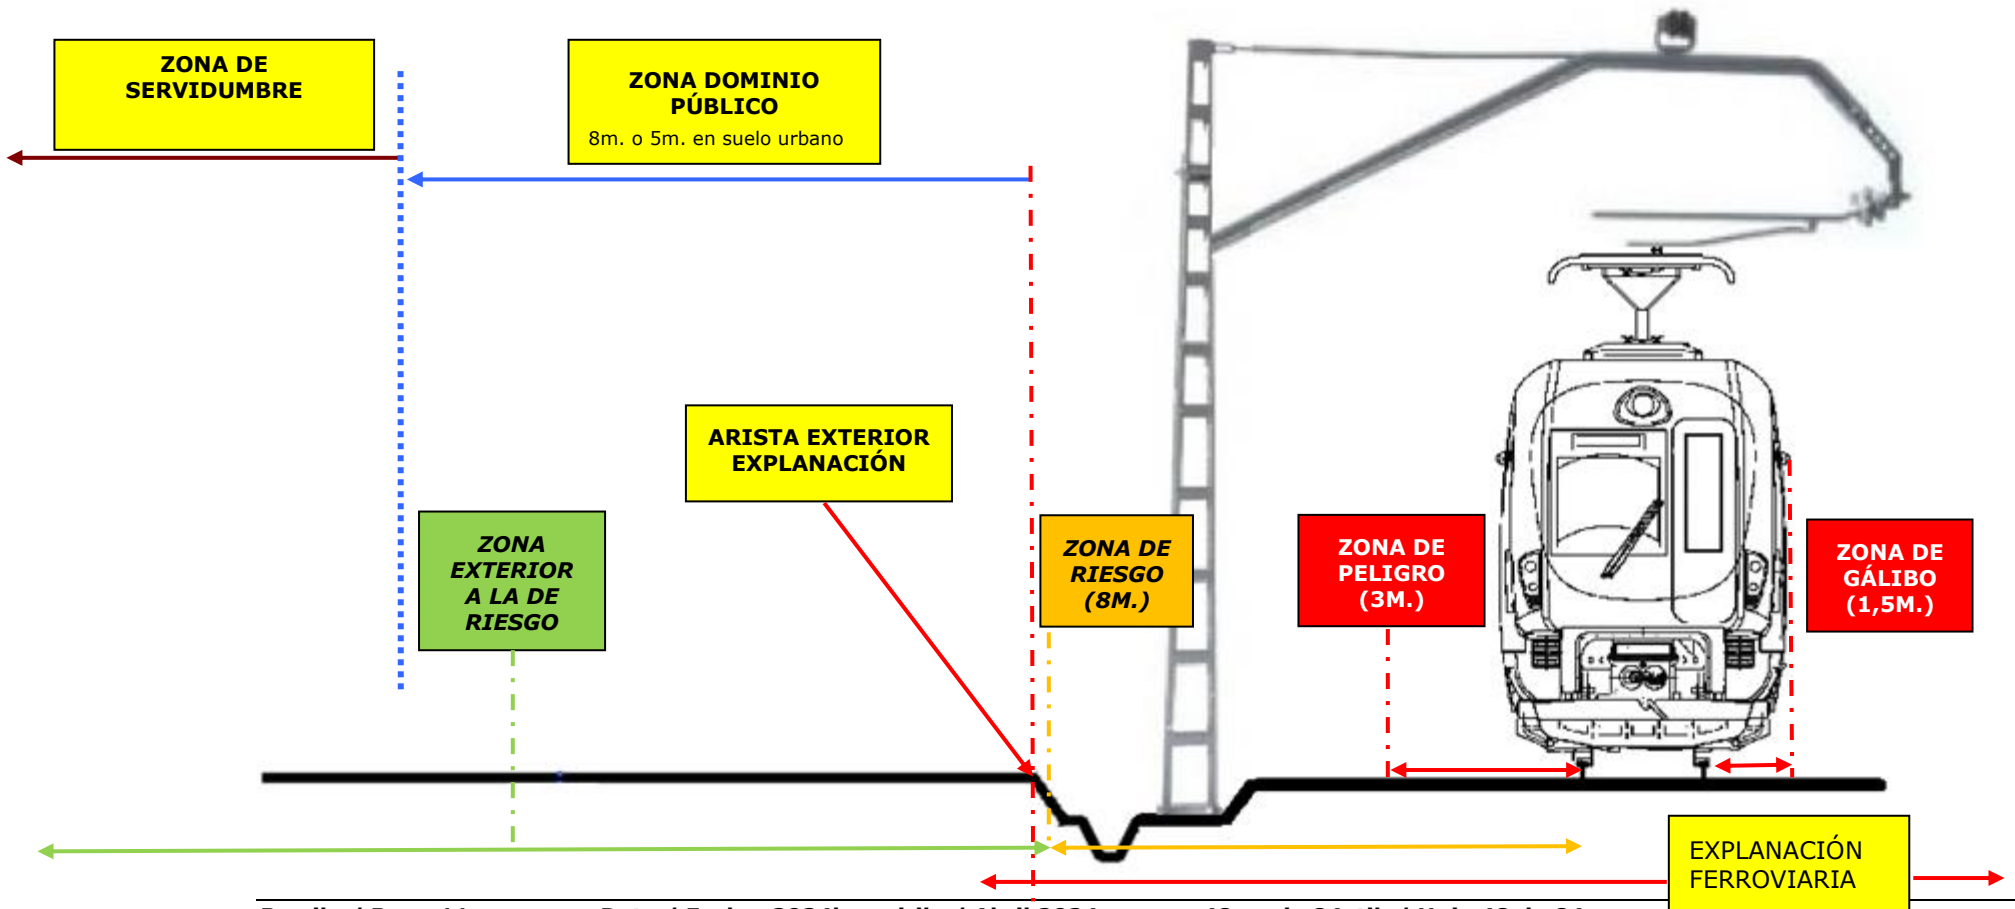 ZONA DE
SERVIDUMBRE
ZONA DOMINIO
PÚBLICO
8m. o 5m. en suelo urbano
ARISTA EXTERIOR
EXPLANACIÓN
ZONA
EXTERIOR
A LA DE
RIESGO
ZONA DE
RIESGO
(8M.)
ZONA DE
PELIGRO
(3M.)
ZONA DE
GÁLIBO
(1,5M.)
EXPLANACIÓN
FERROVIARIA